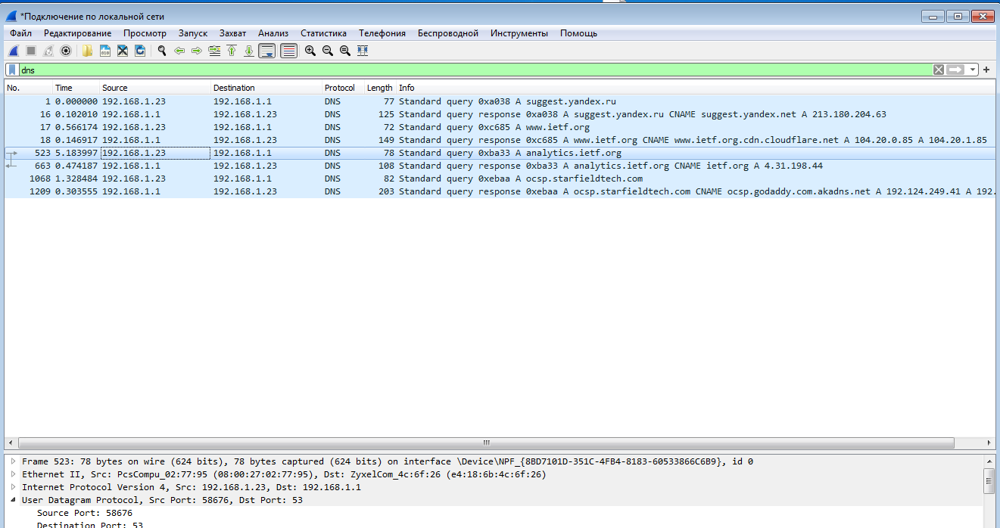 *Подключение по локальной сети
Файл Редактирование Просмотр Запуск Захват Анализ Статистика Телефония Беспроводной Инструменты Помощь
dns
No. Time Source Destination Protocol Length Info
1 0.000000 192.168.1.23 192.168.1.1 DNS 77 Standard query 0xa038 A suggest.yandex.ru
16 0.102010 192.168.1.1 192.168.1.23 DNS 125 Standard query response 0xa038 A suggest.yandex.ru CNAME suggest.yandex.net A 213.180.204.63
17 0.566174 192.168.1.23 192.168.1.1 DNS 72 Standard query 0xc685 A www.ietf.org
18 0.146917 192.168.1.1 192.168.1.23 DNS 149 Standard query response 0xc685 A www.ietf.org CNAME www.ietf.org.cdn.cloudflare.net A 104.20.0.85 A 104.20.1.85
523 5.183997 192.168.1.23 192.168.1.1 DNS 78 Standard query 0xba33 A analytics.ietf.org
663 0.474187 192.168.1.1 192.168.1.23 DNS 108 Standard query response 0xba33 A analytics.ietf.org CNAME ietf.org A 4.31.198.44
1068 1.328484 192.168.1.23 192.168.1.1 DNS 82 Standard query 0xebaa A ocsp.starfieldtech.com
1209 0.303555 192.168.1.1 192.168.1.23 DNS 203 Standard query response 0xebaa A ocsp.starfieldtech.com CNAME ocsp.godaddy.com.akadns.net A 192.124.249.41 A 192.
Frame 523: 78 bytes on wire (624 bits), 78 bytes captured (624 bits) on interface \Device\NPF_{8BD7101D-351C-4FB4-8183-60533866C6B9}, id 0
Ethernet II, Src: PcsCompu_02:77:95 (08:00:27:02:77:95), Dst: ZyxelCom_4c:6f:26 (e4:18:6b:4c:6f:26)
Internet Protocol Version 4, Src: 192.168.1.23, Dst: 192.168.1.1
User Datagram Protocol, Src Port: 58676, Dst Port: 53
Source Port: 58676
Destination Port: 53